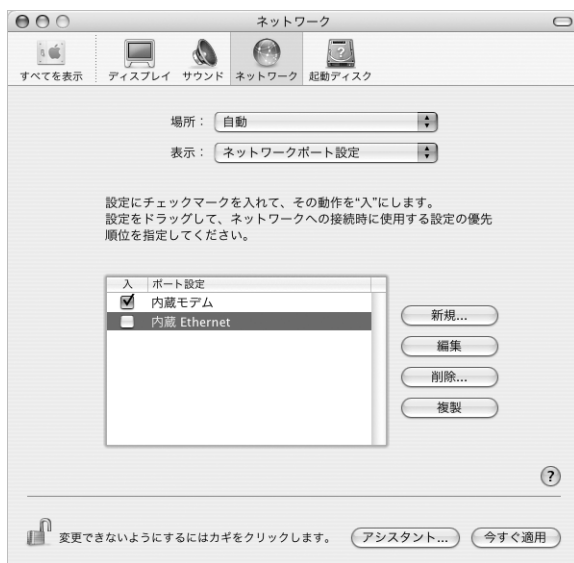 ネットワーク
すべてを表示
ディスプレイ
サウンド
ネットワーク
起動ディスク
場所：
自動
表示：
ネットワークポート設定
設定にチェックマークを入れて、その動作を“入”にします。
設定をドラッグして、ネットワークへの接続時に使用する設定の優先
順位を指定してください。
入
ポート設定
内蔵モデム
内蔵 Ethernet
新規...
編集
削除...
複製
?
変更できないようにするにはカギをクリックします。
アシスタント...
今すぐ適用